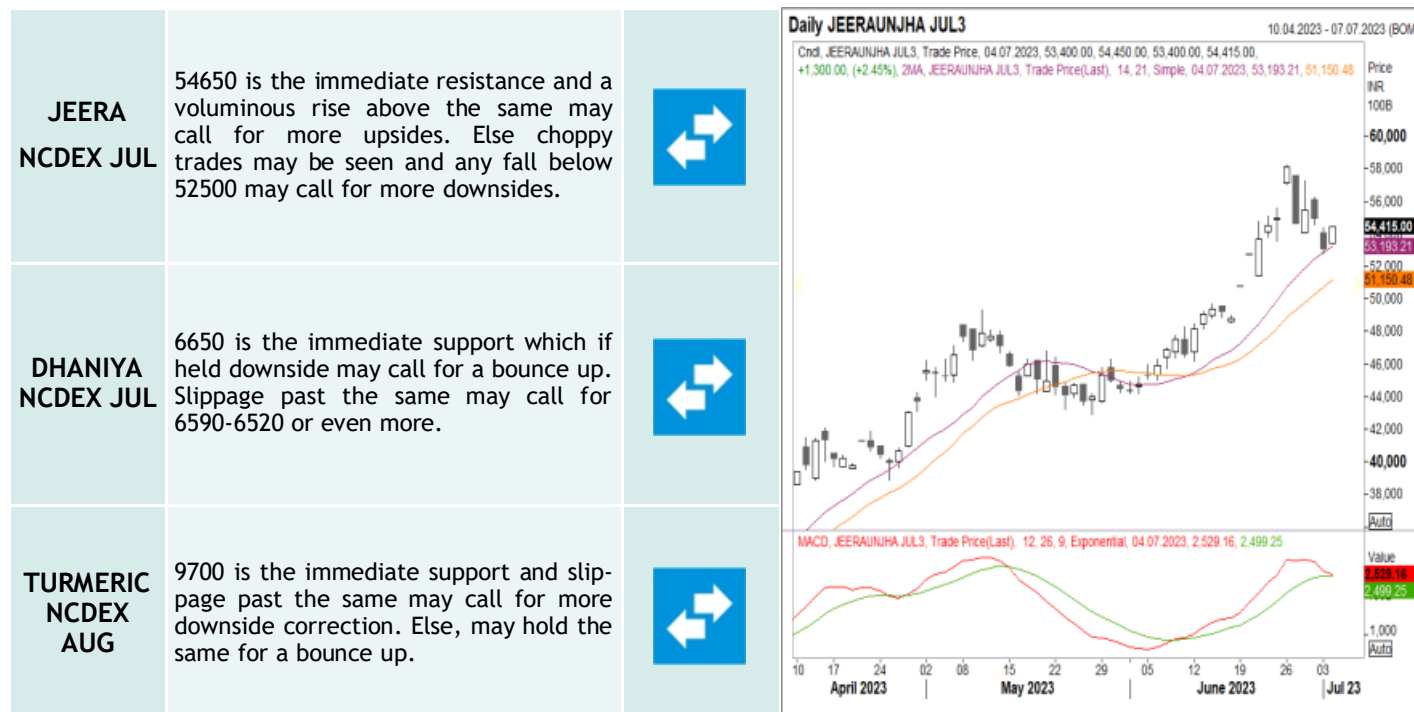 JEERA
NCDEX JUL
54650 is the immediate resistance and a
voluminous rise above the same may
call for more upsides. Else choppy
trades may be seen and any fall below
52500 may call for more downsides.
DHANIYA
NCDEX JUL
6650 is the immediate support which if
held downside may call for a bounce up.
Slippage past the same may call for
6590-6520 or even more.
TURMERIC
NCDEX
AUG
9700 is the immediate support and slip-
page past the same may call for more
downside correction. Else, may hold the
same for a bounce up.
Daily JEERAUNJHA JUL3
10.04.2023 - 07.07.2023 (BOM
Cndl, JEERAUNJHA JUL3, Trade Price, 04.07.2023, 53,400.00, 54,450.00, 53,400.00, 54,415.00,
+1,300.00, (+2.45%), 2MA, JEERAUNJHA JUL3, Trade Price(Last), 14, 21, Simple, 04.07.2023, 53,193.21, 51,150.48
Price
INR
100B
60,000
58,000
56,000
54,415.00
53,193.21
52,000
51,150.48
50,000
48,000
46,000
44,000
42,000
40,000
38,000
Auto
MACD, JEERAUNJHA JUL3, Trade Price(Last), 12, 26, 9, Exponential, 04.07.2023, 2,529.16, 2,499.25
Value
2,529.16
2,499.25
1,000
Auto
10 17 24 02 08 15 22 29 05 12 19 26 03
April 2023 May 2023 June 2023 Jul 23